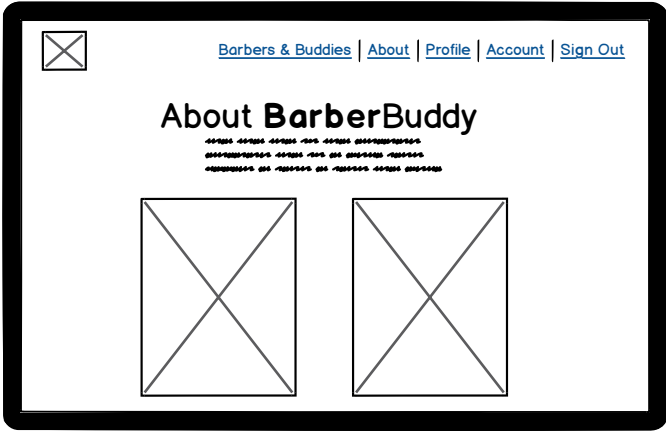 Barbers & Buddies | About | Profile | Account | Sign Out
About BarberBuddy